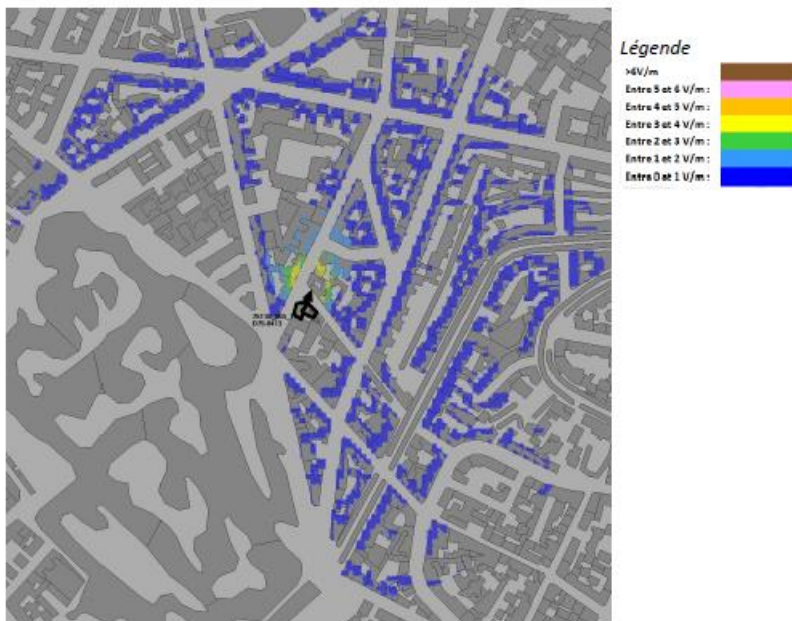 Légende
>6V/m
Entre 5 et 6 V/m :
Entre 4 et 5 V/m :
Entre 3 et 4 V/m :
Entre 2 et 3 V/m :
Entre 1 et 2 V/m :
Entre 0 et 1 V/m :